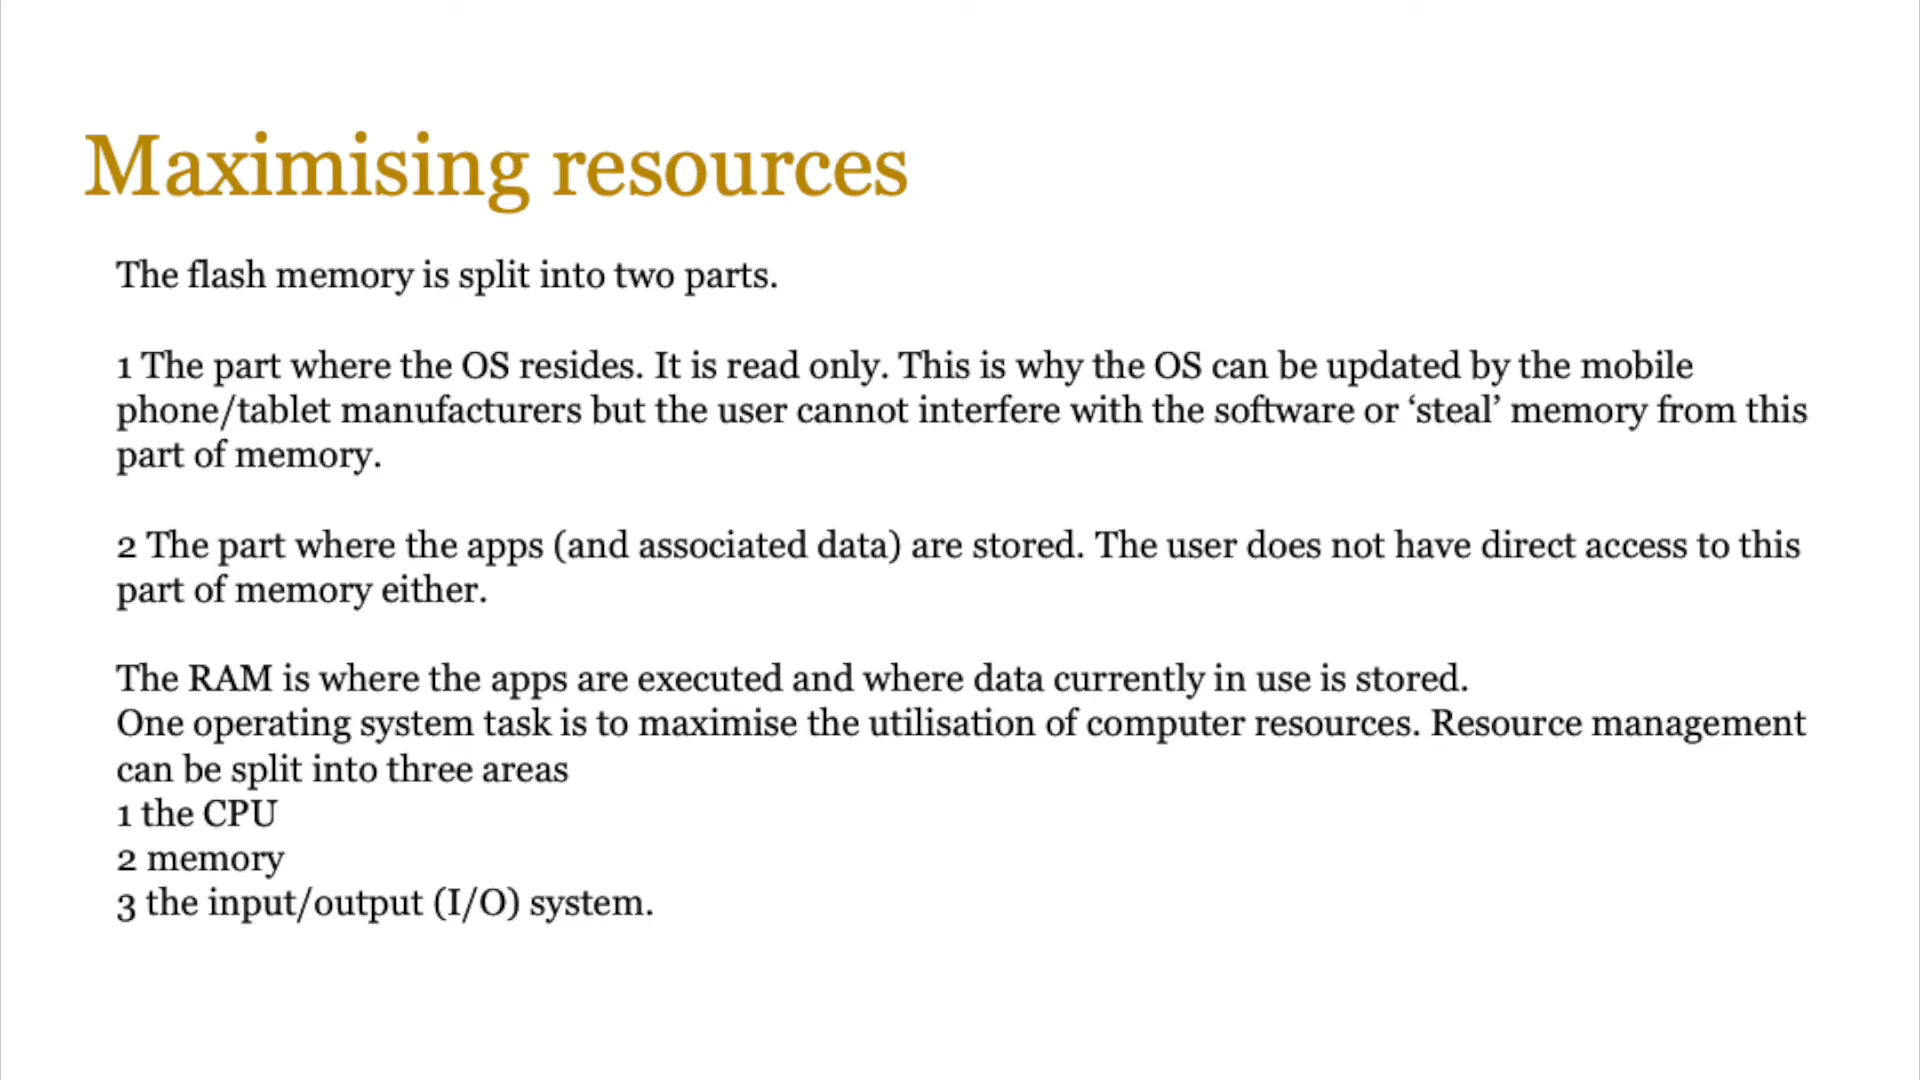 Maximising resources
The flash memory is split into two parts.
1 The part where the OS resides. It is read only. This is why the OS can be updated by the mobile
phone/tablet manufacturers but the user cannot interfere with the software or ‘steal’ memory from this
part of memory.
2 The part where the apps (and associated data) are stored. The user does not have direct access to this
part of memory either.
The RAM is where the apps are executed and where data currently in use is stored.
One operating system task is to maximise the utilisation of computer resources. Resource management
can be split into three areas
1 the CPU
2 memory
3 the input/output (I/O) system.